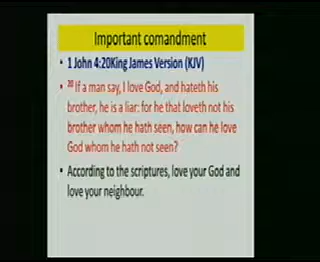 Important comandment
• 1 John 4:20King James Version (KJV)
• 20 If a man say, I love God, and hateth his
brother, he is a liar: for he that loveth not his
brother whom he hath seen, how can he love
God whom he hath not seen?
• According to the scriptures, love your God and
love your neighbour.